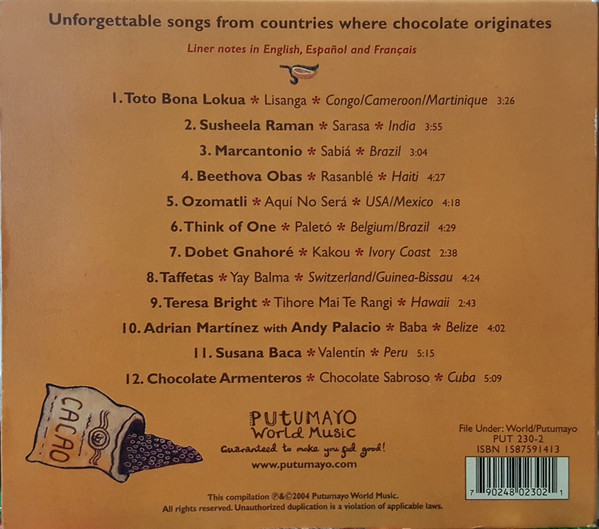 Unforgettable songs from countries where chocolate originates
Liner notes in English, Español and Français
1. Toto Bona Lokua * Lisanga * Congo/Cameroon/Martinique 3:26
2. Susheela Raman * Sarasa * India 3:55
3. Marcantonio * Sabiá * Brazil 3:04
4. Beethova Obas * Rasanblé * Haiti 4:27
5. Ozomatli * Aquí No Será * USA/Mexico 4:18
6. Think of One * Paletó * Belgium/Brazil 4:29
7. Dobet Gnahoré * Kakou * Ivory Coast 2:38
8. Taffetas * Yay Balma * Switzerland/Guinea-Bissau 4:24
9. Teresa Bright * Tihore Mai Te Rangi * Hawaii 2:43
10. Adrian Martínez with Andy Palacio * Baba * Belize 4:02
11. Susana Baca * Valentín * Peru 5:15
12. Chocolate Armenteros * Chocolate Sabroso * Cuba 5:09
CACAO
PUTUMAYO
World Music
Guaranteed to make you feel good!
www.putumayo.com
File Under: World/Putumayo
PUT 230-2
ISBN 1587591413
7 90248 02302 1
This compilation ℗&©2004 Putumayo World Music.
All rights reserved. Unauthorized duplication is a violation of applicable laws.